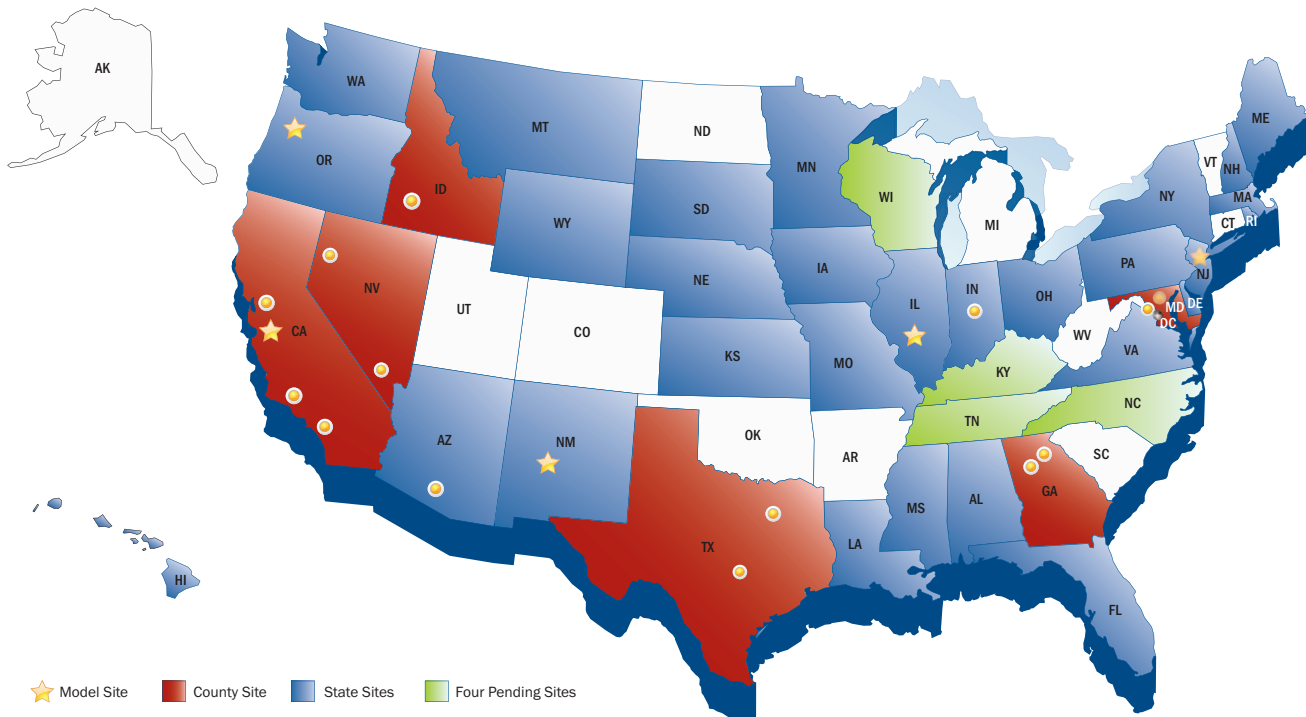 AK
WA
MT
ND
MN
ME
VT
NH
OR
ID
WY
SD
WI
MI
NY
MA
CT
RI
NV
UT
NE
IA
IL
IN
OH
PA
NJ
CA
CO
KS
MO
KY
WV
VA
MD
DE
DC
AZ
NM
OK
AR
TN
NC
SC
TX
LA
MS
AL
GA
FL
HI
Model Site
County Site
State Sites
Four Pending Sites